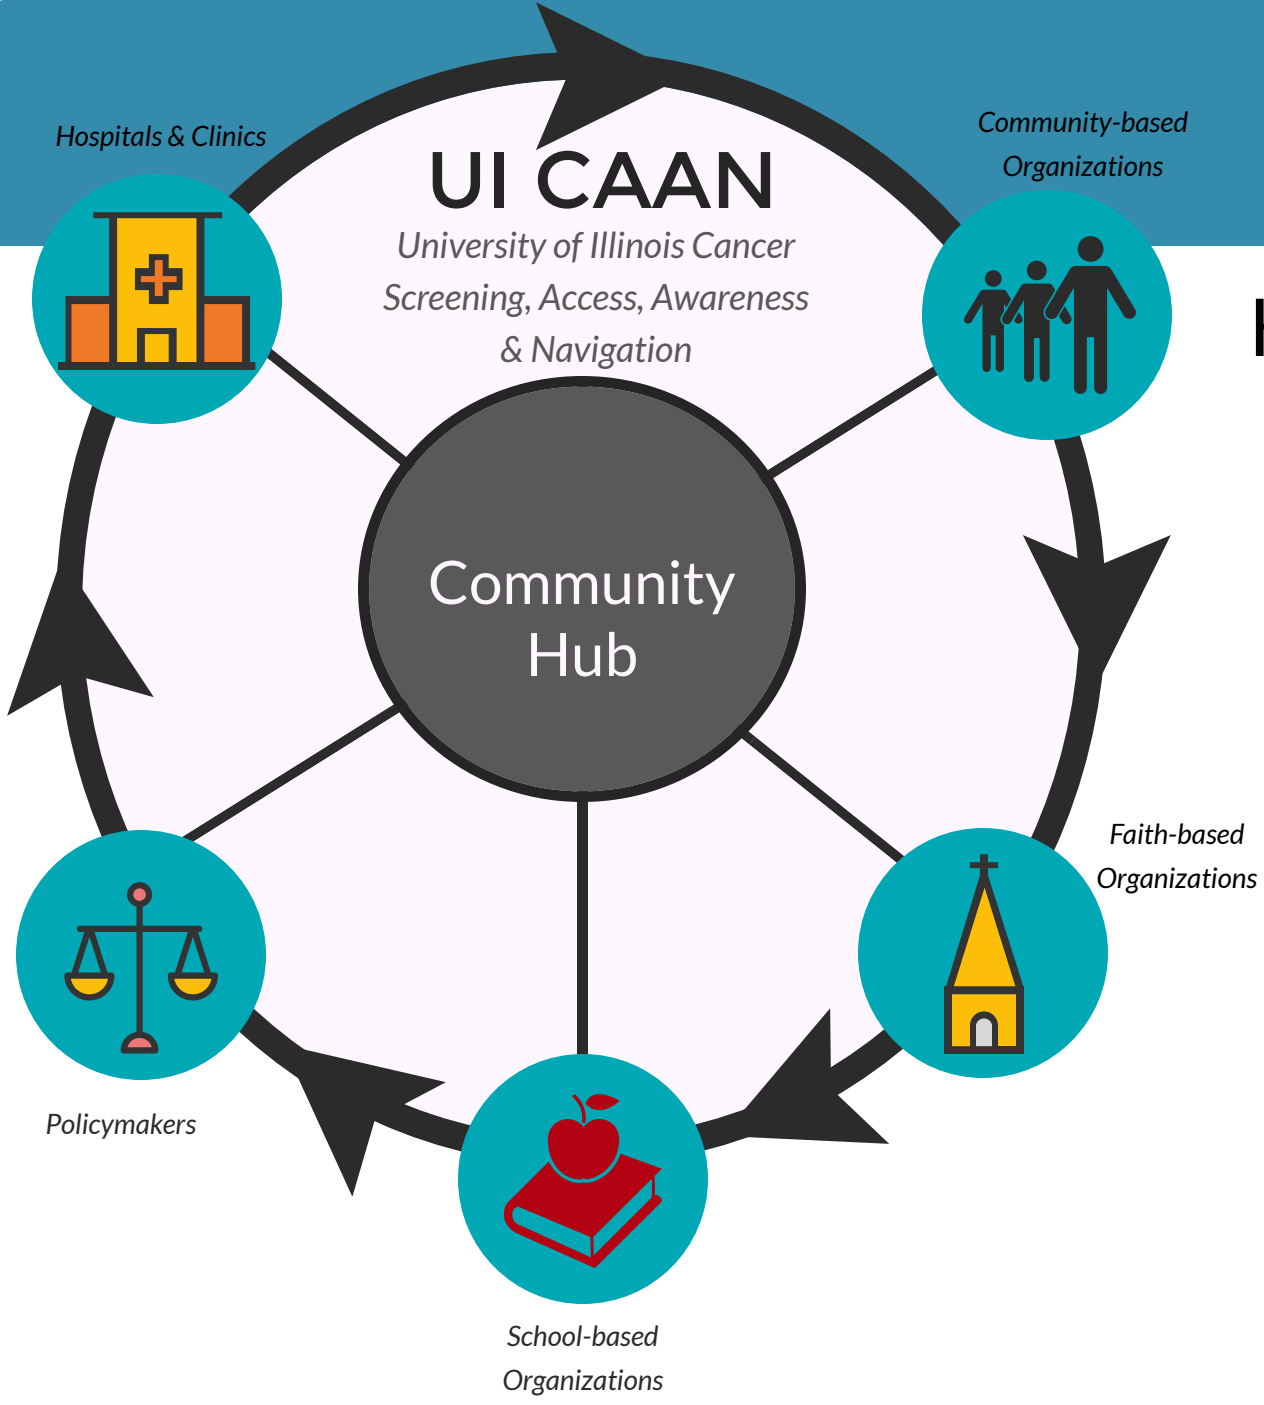 Hospitals & Clinics
Community-based
Organizations
UI CAAN
University of Illinois Cancer
Screening, Access, Awareness
& Navigation
Community
Hub
Faith-based
Organizations
Policymakers
School-based
Organizations